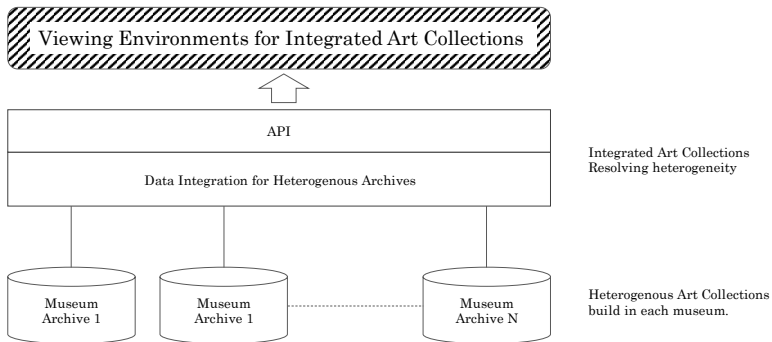 Viewing Environments for Integrated Art Collections
API
Data Integration for Heterogenous Archives
Integrated Art Collections
Resolving heterogeneity
Museum
Archive 1
Museum
Archive 1
Museum
Archive N
Heterogenous Art Collections
build in each museum.